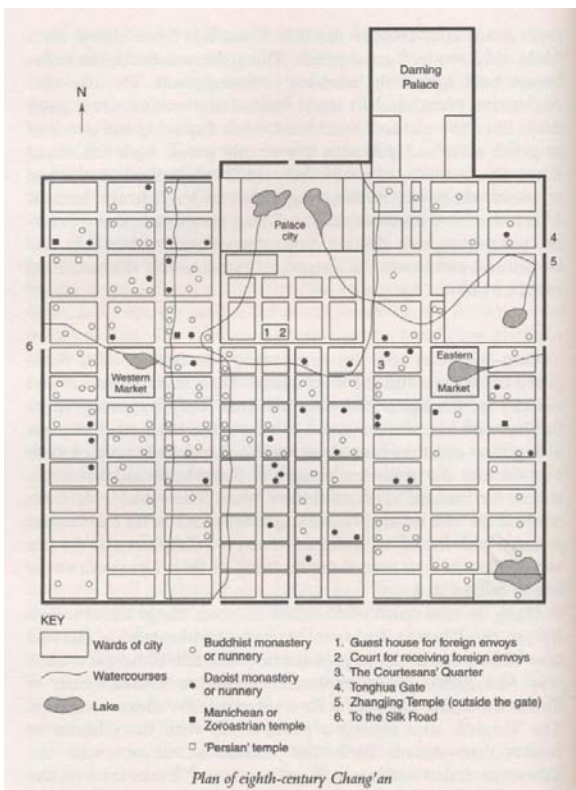 Daming
Palace
N
Palace
city
4
5
1 2
6
3
Western
Market
Eastern
Market
KEY
Wards of city
Watercourses
Lake
Buddhist monastery
or nunnery
Daoist monastery
or nunnery
Manichean or
Zoroastrian temple
'Persian' temple
1. Guest house for foreign envoys
2. Court for receiving foreign envoys
3. The Courtesans' Quarter
4. Tonghua Gate
5. Zhangjing Temple (outside the gate)
6. To the Silk Road
Plan of eighth-century Chang'an